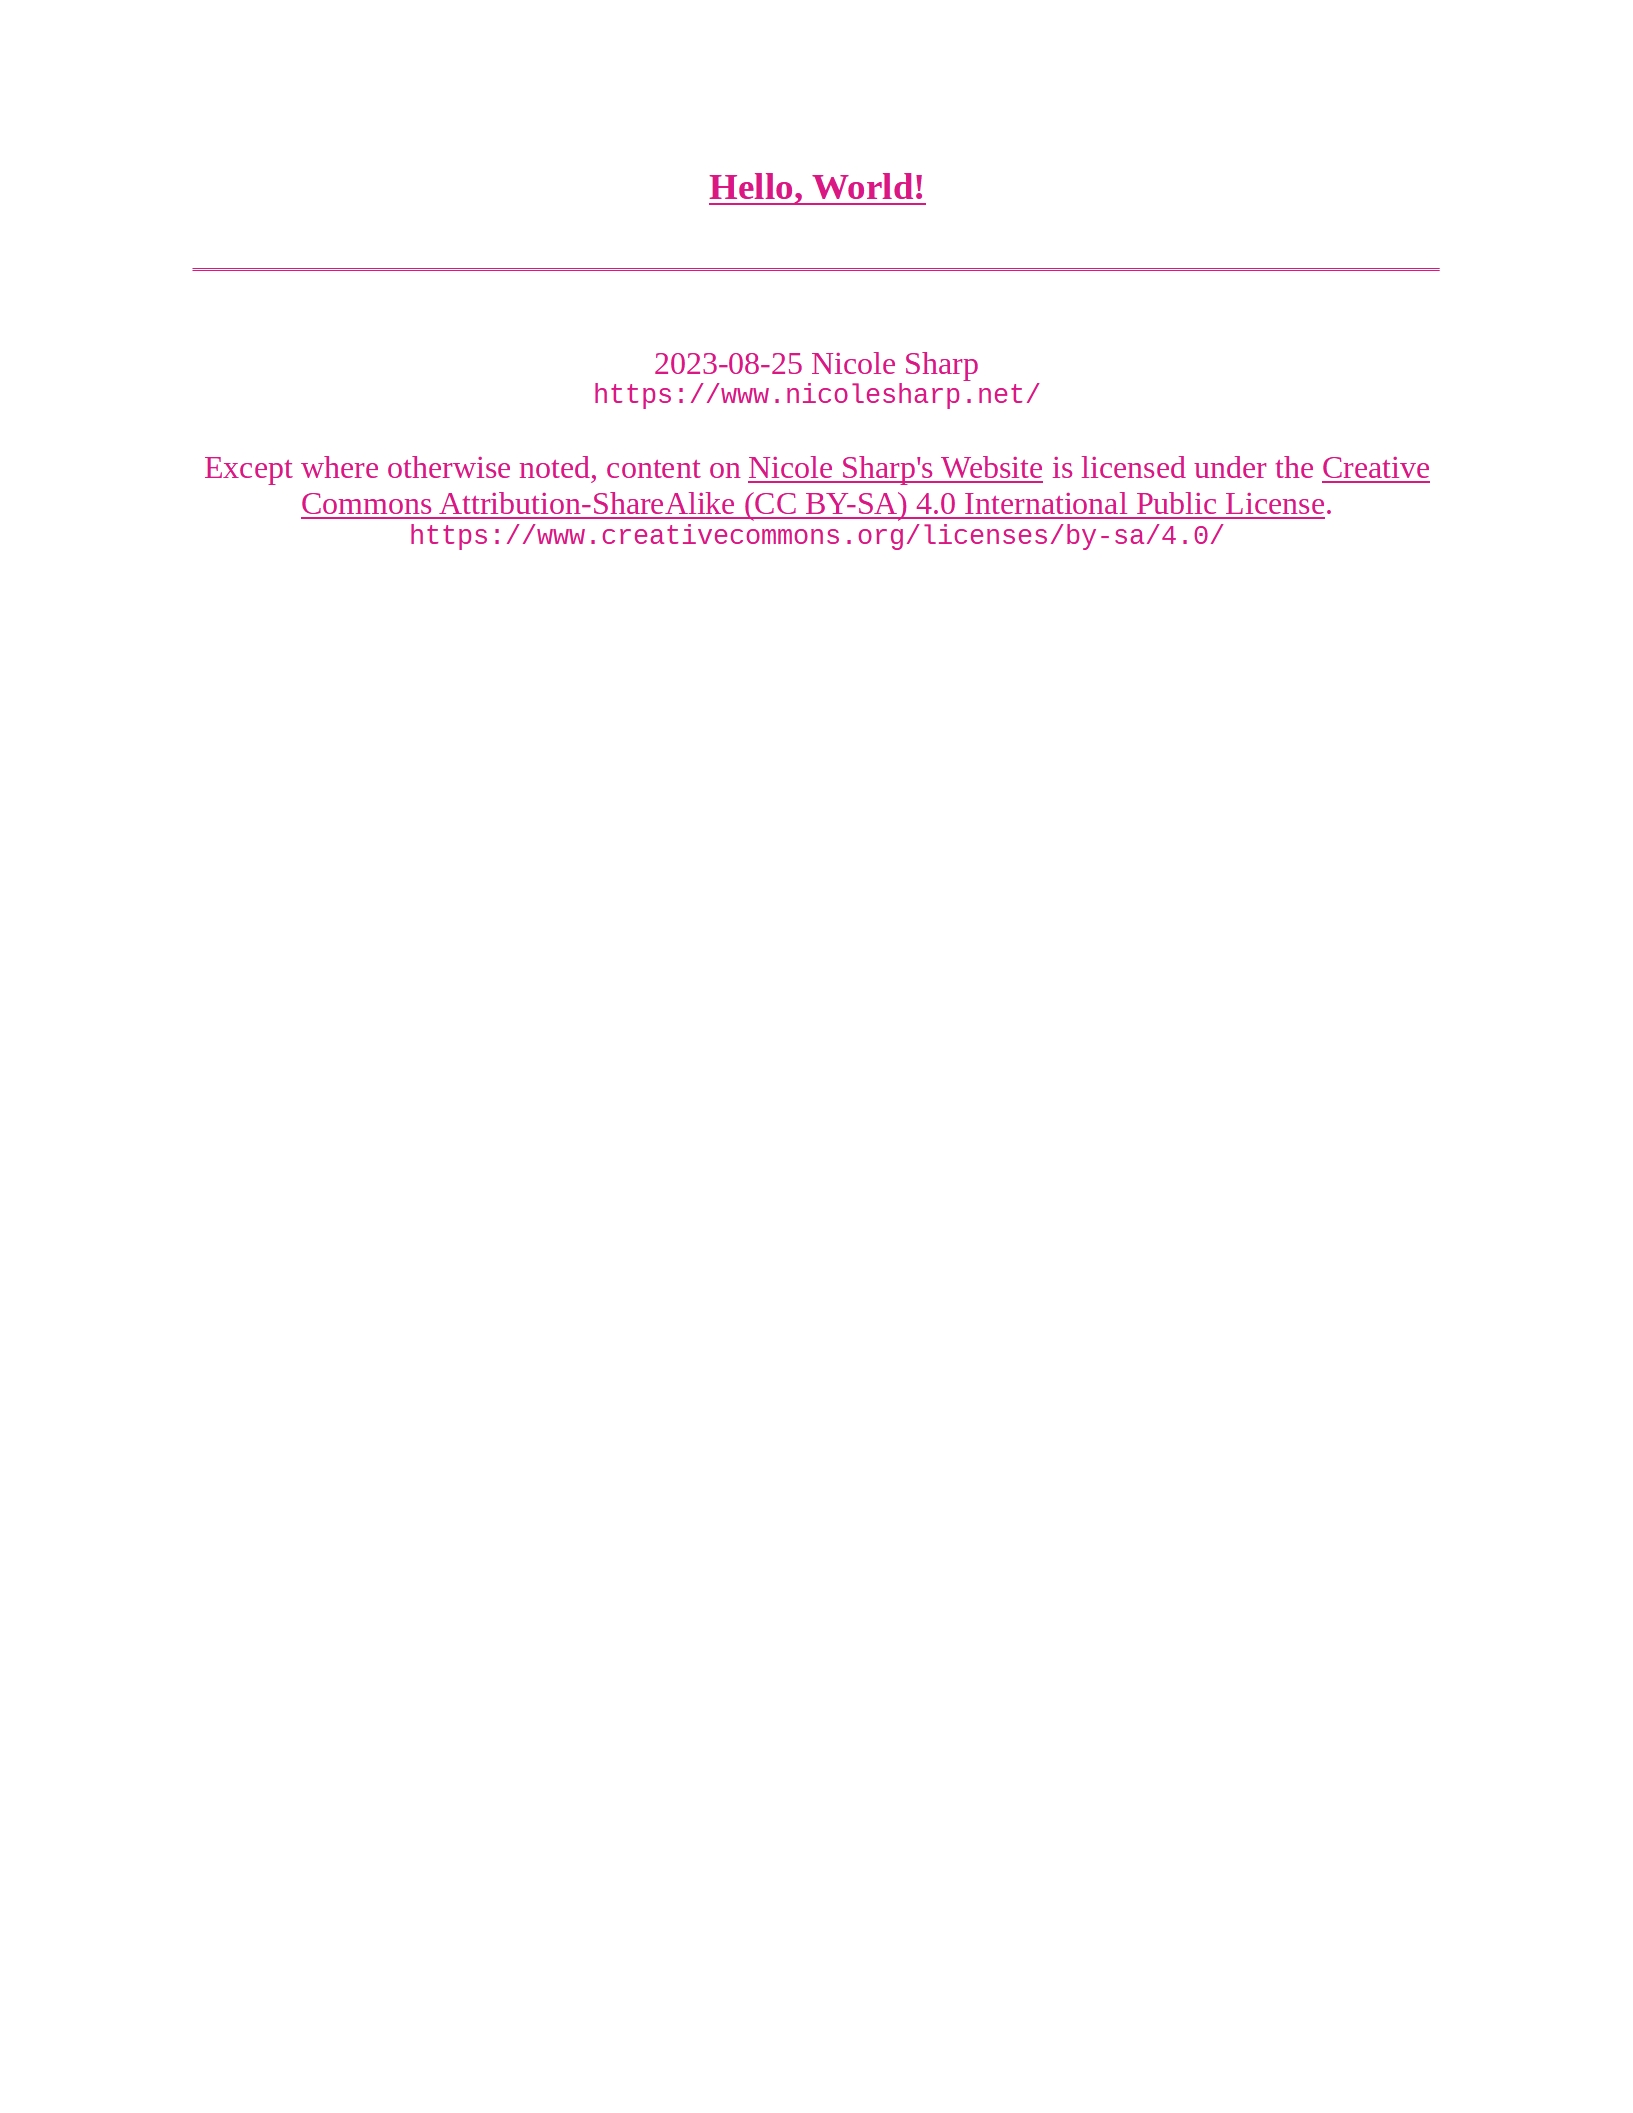 Hello, World!
2023-08-25 Nicole Sharp
https://www.nicolesharp.net/
Except where otherwise noted, content on Nicole Sharp's Website is licensed under the Creative
Commons Attribution-ShareAlike (CC BY-SA) 4.0 International Public License.
https://www.creativecommons.org/licenses/by-sa/4.0/